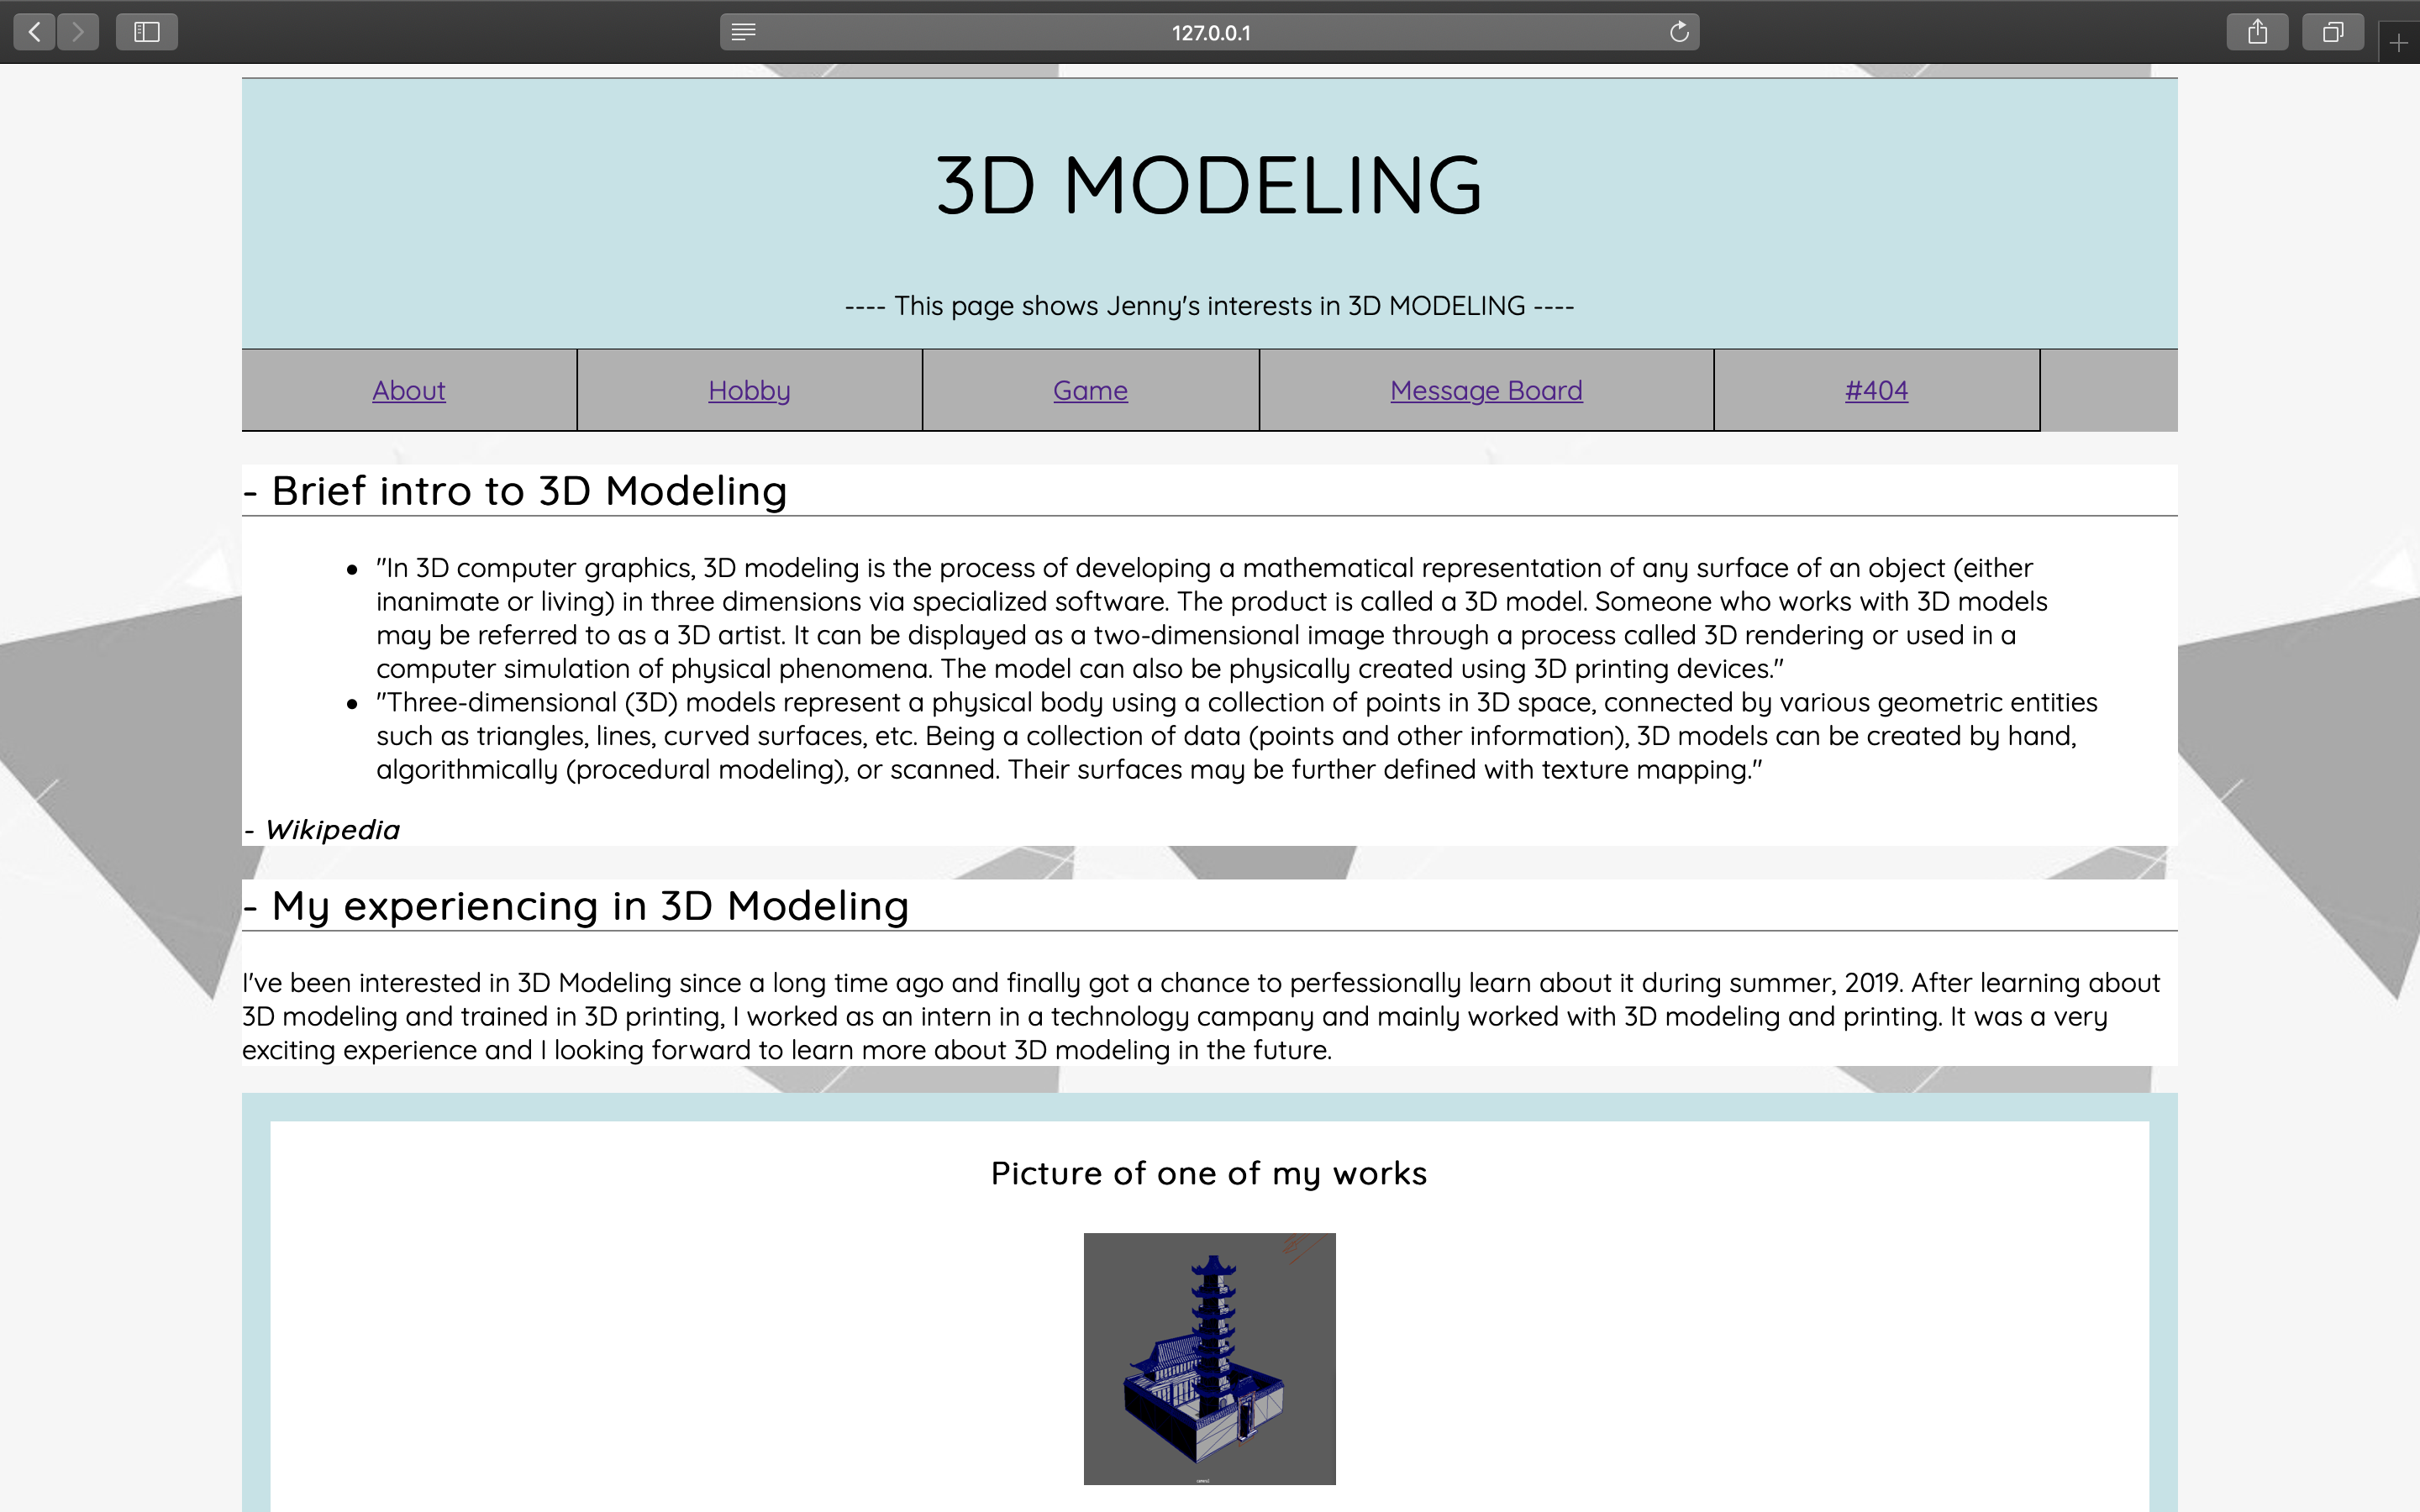 127.0.0.1
3D MODELING
---- This page shows Jenny's interests in 3D MODELING ----
About
Hobby
Game
Message Board
#404
- Brief intro to 3D Modeling
• "In 3D computer graphics, 3D modeling is the process of developing a mathematical representation of any surface of an object (either
inanimate or living) in three dimensions via specialized software. The product is called a 3D model. Someone who works with 3D models
may be referred to as a 3D artist. It can be displayed as a two-dimensional image through a process called 3D rendering or used in a
computer simulation of physical phenomena. The model can also be physically created using 3D printing devices."
• "Three-dimensional (3D) models represent a physical body using a collection of points in 3D space, connected by various geometric entities
such as triangles, lines, curved surfaces, etc. Being a collection of data (points and other information), 3D models can be created by hand,
algorithmically (procedural modeling), or scanned. Their surfaces may be further defined with texture mapping."
- Wikipedia
- My experiencing in 3D Modeling
I've been interested in 3D Modeling since a long time ago and finally got a chance to perfessionally learn about it during summer, 2019. After learning about
3D modeling and trained in 3D printing, I worked as an intern in a technology campany and mainly worked with 3D modeling and printing. It was a very
exciting experience and I looking forward to learn more about 3D modeling in the future.
Picture of one of my works